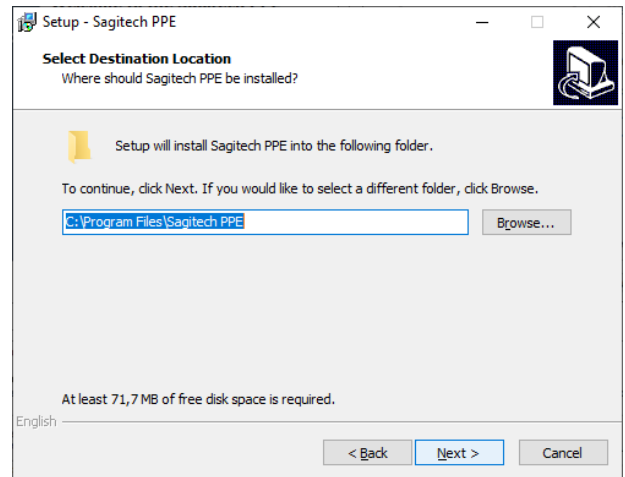 Setup - Sagitech PPE
Select Destination Location
Where should Sagitech PPE be installed?
Setup will install Sagitech PPE into the following folder.
To continue, click Next. If you would like to select a different folder, click Browse.
C:\Program Files\Sagitech PPE
Browse...
At least 71,7 MB of free disk space is required.
English
< Back
Next >
Cancel